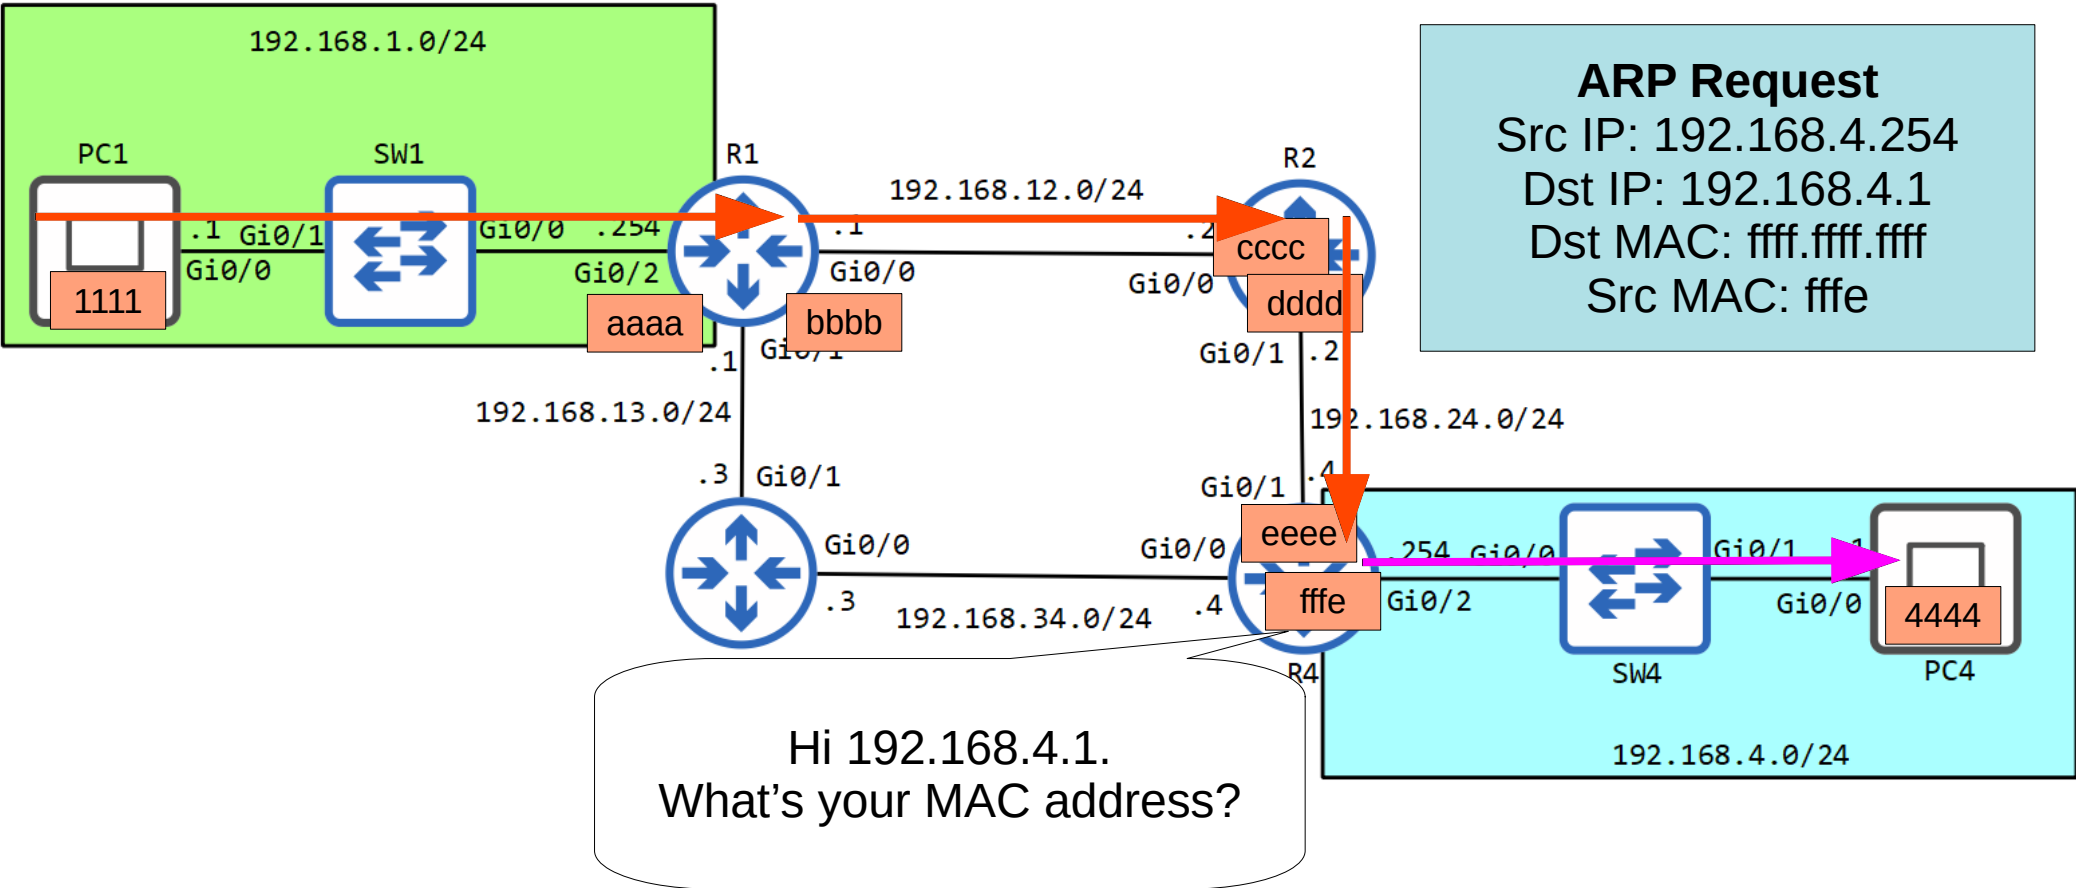 192.168.1.0/24
ARP Request
Src IP: 192.168.4.254
Dst IP: 192.168.4.1
Dst MAC: ffff.ffff.ffff
Src MAC: fffe
PC1
SW1
R1
R2
192.168.12.0/24
.1
Gi0/1
Gi0/0
.254
.1
.2
Gi0/0
Gi0/2
Gi0/0
Gi0/0
1111
aaaa
bbbb
cccc
dddd
.1
Gi0/1
Gi0/1
.2
192.168.13.0/24
192.168.24.0/24
.3
Gi0/1
Gi0/1
.4
eeee
Gi0/0
Gi0/0
.254
Gi0/0
Gi0/1
.1
fffe
.3
192.168.34.0/24
.4
Gi0/2
Gi0/0
4444
R4
SW4
PC4
Hi 192.168.4.1.
What’s your MAC address?
192.168.4.0/24